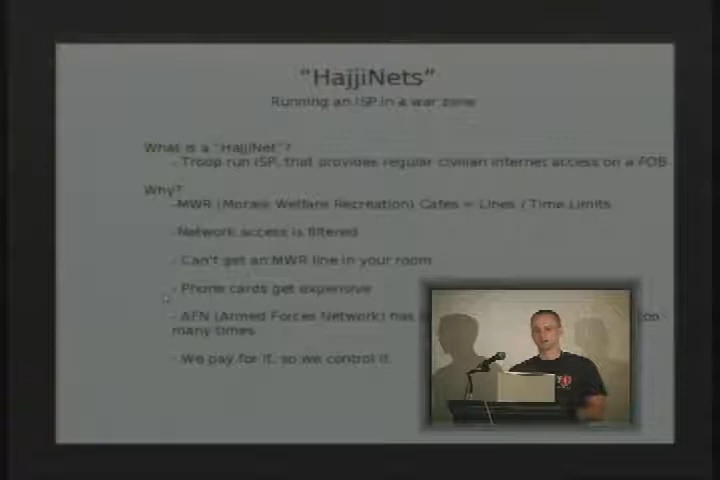 "HajjiNets"
Running an ISP in a war zone
What is a "HajjiNet"?
- Troop run ISP, that provides regular civilian internet access on a FOB
Why?
-MWR (Morale Welfare Recreation) Cafes = Lines / Time Limits
-Network access is filtered
- Can't get an MWR line in your room
- Phone cards get expensive
- AFN (Armed Forces Network) has
many times
- We pay for it, so we control it.